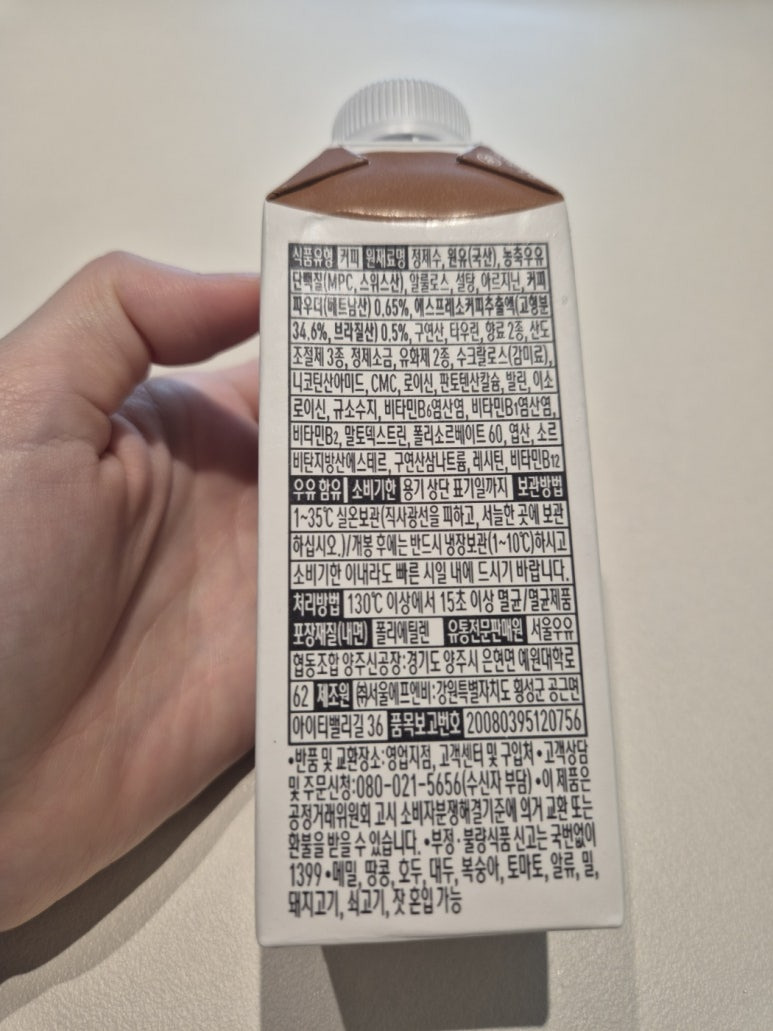 식품유형 커피 원재료명 정제수, 원유(국산), 농축우유
단백질(MPC, 스위스산), 알룰로스, 설탕, 아르지닌, 커피
파우더(베트남산) 0.65%, 에스프레소커피추출액(고형분
34.6%, 브라질산) 0.5%, 구연산, 타우린, 향료 2종, 산도
조절제 3종, 정제소금, 유화제 2종, 수크랄로스(감미료),
니코틴산아미드, CMC, 로이신, 판토텐산칼슘, 발린, 이소
로이신, 규소수지, 비타민B6염산염, 비타민B1염산염,
비타민B2, 말토덱스트린, 폴리소르베이트 60, 엽산, 소르
비탄지방산에스테르, 구연산삼나트륨, 레시틴, 비타민B12
우유 함유 소비기한 용기 상단 표기일까지 보관방법
1~35℃ 실온보관(직사광선을 피하고, 서늘한 곳에 보관
하십시오.)/개봉 후에는 반드시 냉장보관(1~10℃)하시고
소비기한 이내라도 빠른 시일 내에 드시기 바랍니다.
처리방법 130℃ 이상에서 15초 이상 멸균/멸균제품
포장재질(내면) 폴리에틸렌 유통전문판매원 서울우유
협동조합 양주신공장:경기도 양주시 은현면 예원대학로
62 제조원 ㈜서울에프엔비:강원특별자치도 횡성군 공근면
아이티밸리길 36 품목보고번호 20080395120756
•반품 및 교환장소:영업지점, 고객센터 및 구입처 •고객상담
및 주문신청:080-021-5656(수신자 부담) •이 제품은
공정거래위원회 고시 소비자분쟁해결기준에 의거 교환 또는
환불을 받을 수 있습니다. •부정·불량식품 신고는 국번없이
1399 •메밀, 땅콩, 호두, 대두, 복숭아, 토마토, 알류, 밀,
돼지고기, 쇠고기, 잣 혼입 가능